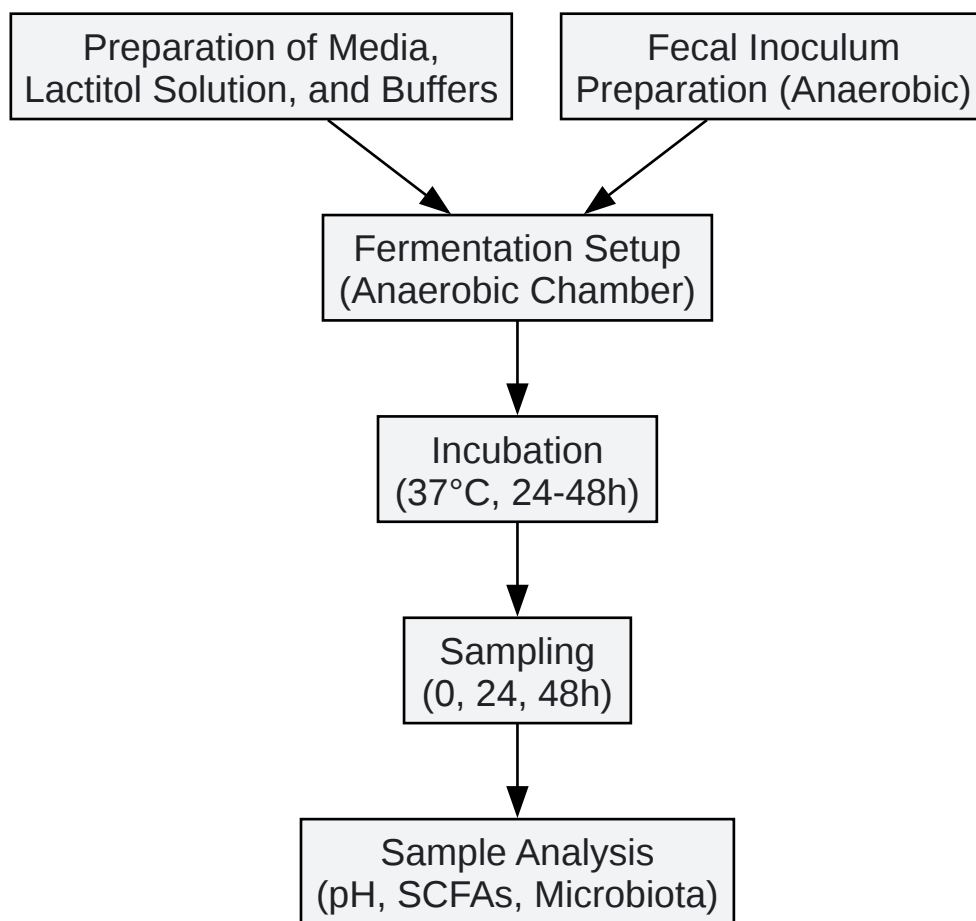 Preparation of Media,
Lactitol Solution, and Buffers
Fecal Inoculum
Preparation (Anaerobic)
Fermentation Setup
(Anaerobic Chamber)
Incubation
(37°C, 24-48h)
Sampling
(0, 24, 48h)
Sample Analysis
(pH, SCFAs, Microbiota)